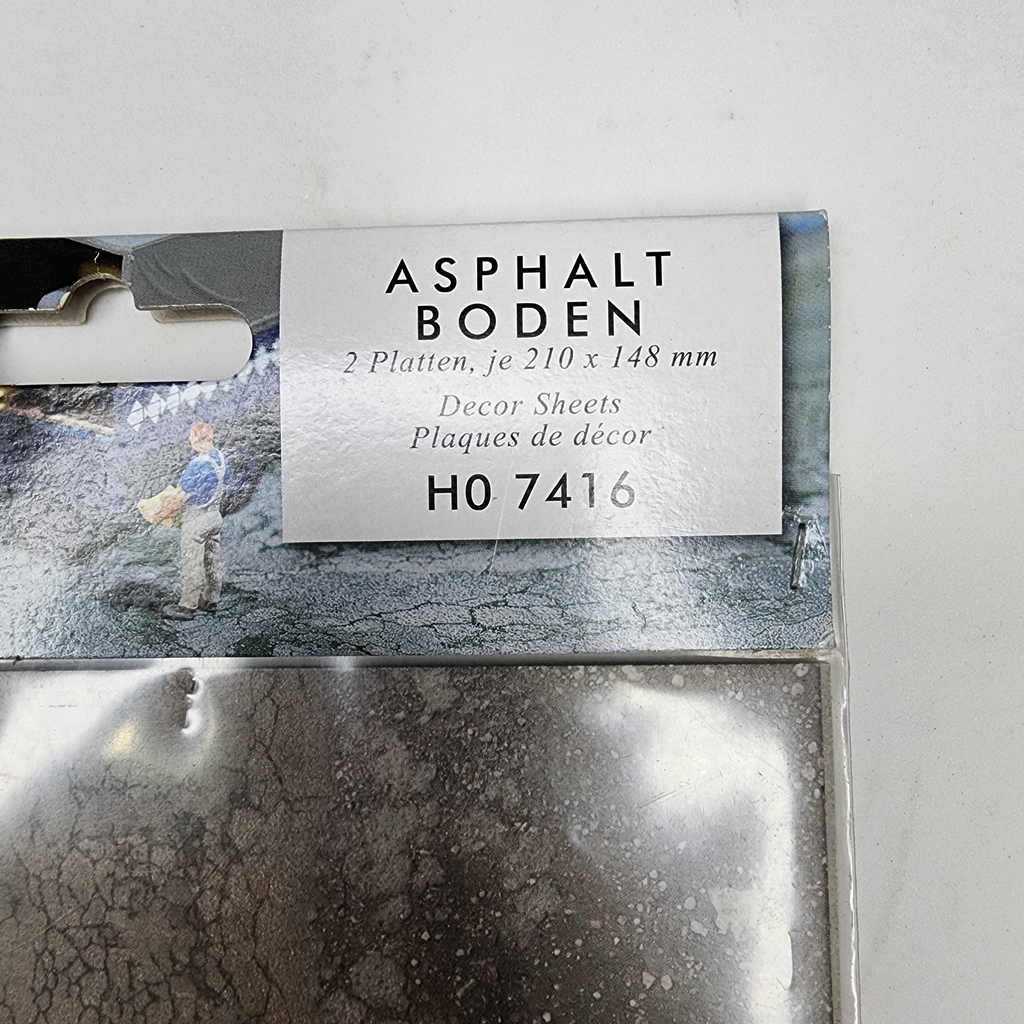 ASPHALT
BODEN
2 Platten, je 210 x 148 mm
Decor Sheets
Plaques de décor
H0 7416